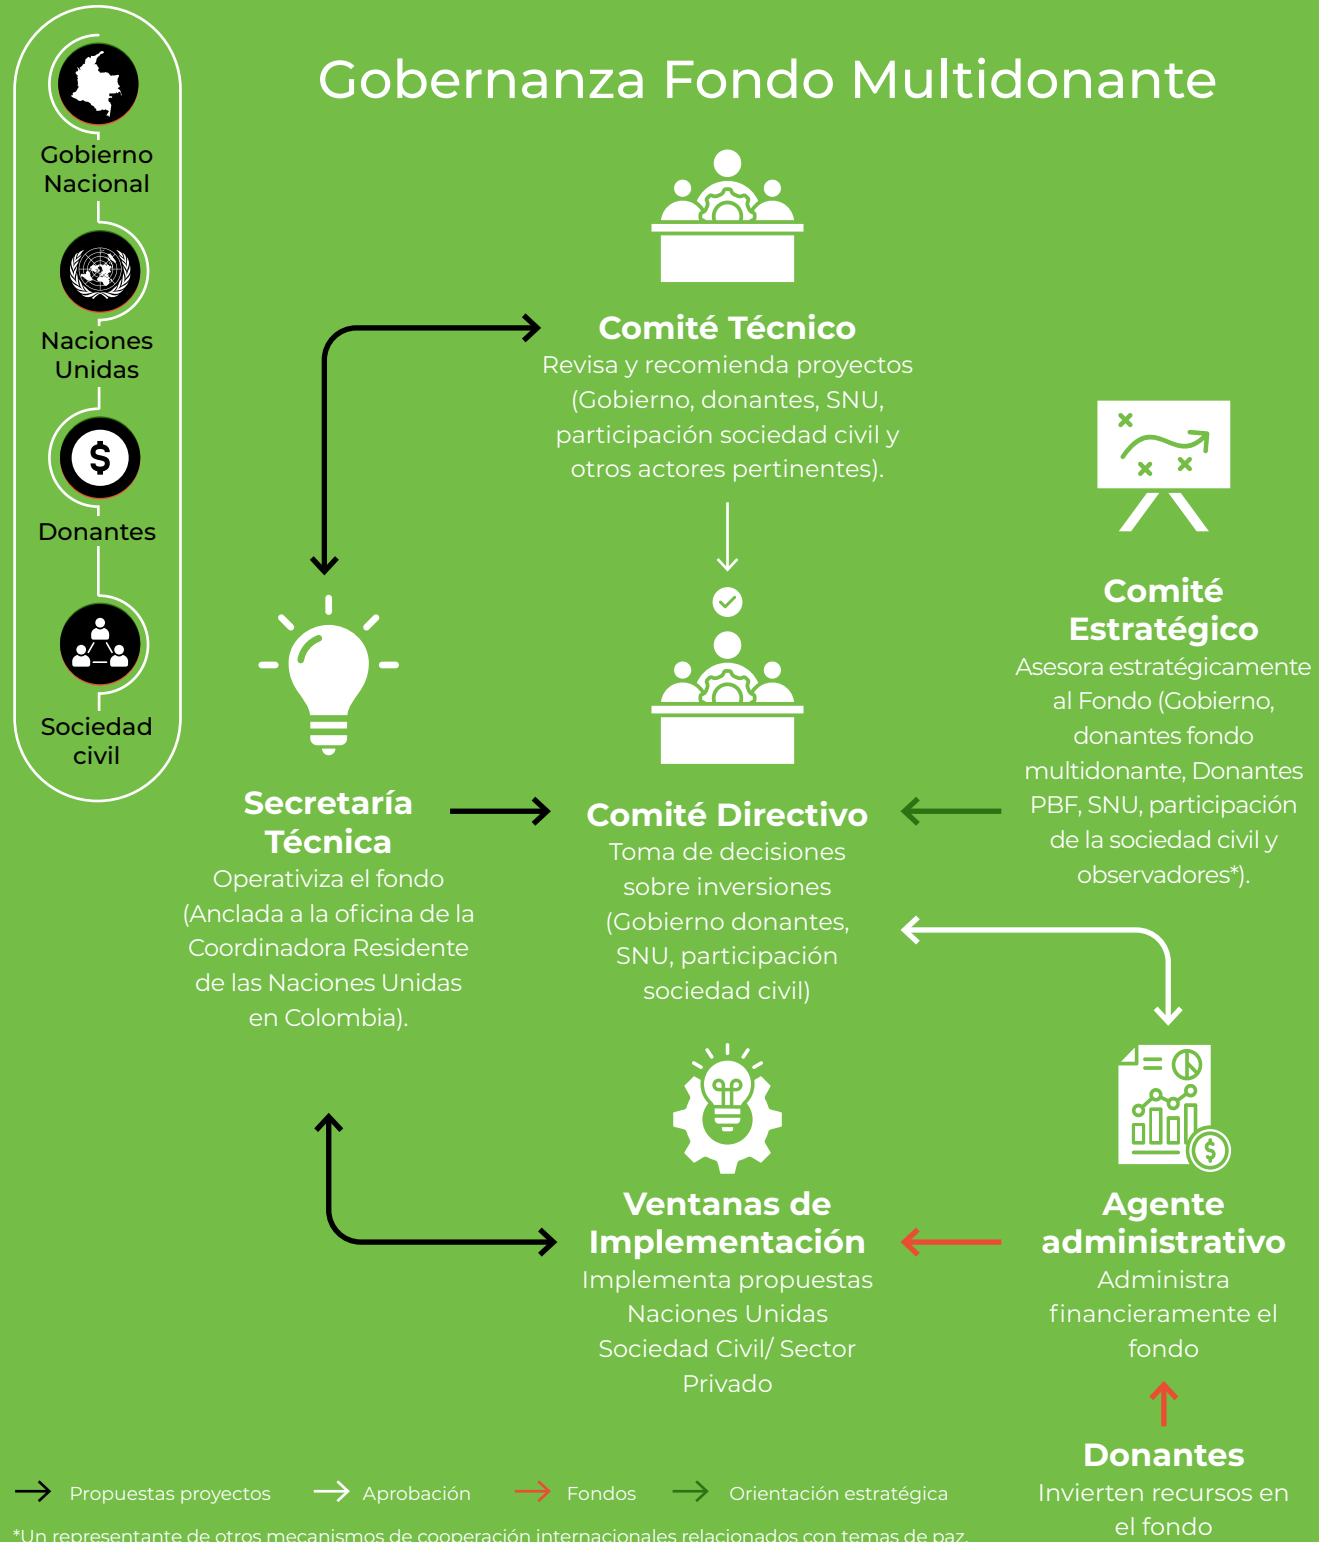 Gobernanza Fondo Multidonante
Gobierno
Nacional
Naciones
Unidas
$
Donantes
Sociedad
civil
Comité Técnico
Revisa y recomienda proyectos
(Gobierno, donantes, SNU,
participación sociedad civil y
otros actores pertinentes).
Comité
Estratégico
Asesora estratégicamente
al Fondo (Gobierno,
donantes fondo
multidonante, Donantes
PBF, SNU, participación
de la sociedad civil y
observadores*).
Secretaría
Técnica
Operativiza el fondo
(Anclada a la oficina de la
Coordinadora Residente
de las Naciones Unidas
en Colombia).
Comité Directivo
Toma de decisiones
sobre inversiones
(Gobierno donantes,
SNU, participación
sociedad civil)
Ventanas de
Implementación
Implementa propuestas
Naciones Unidas
Sociedad Civil/ Sector
Privado
$
Agente
administrativo
Administra
financieramente el
fondo
Donantes
Invierten recursos en
el fondo
Propuestas proyectos
Aprobación
Fondos
Orientación estratégica
*Un representante de otros mecanismos de cooperación internacionales relacionados con temas de paz.